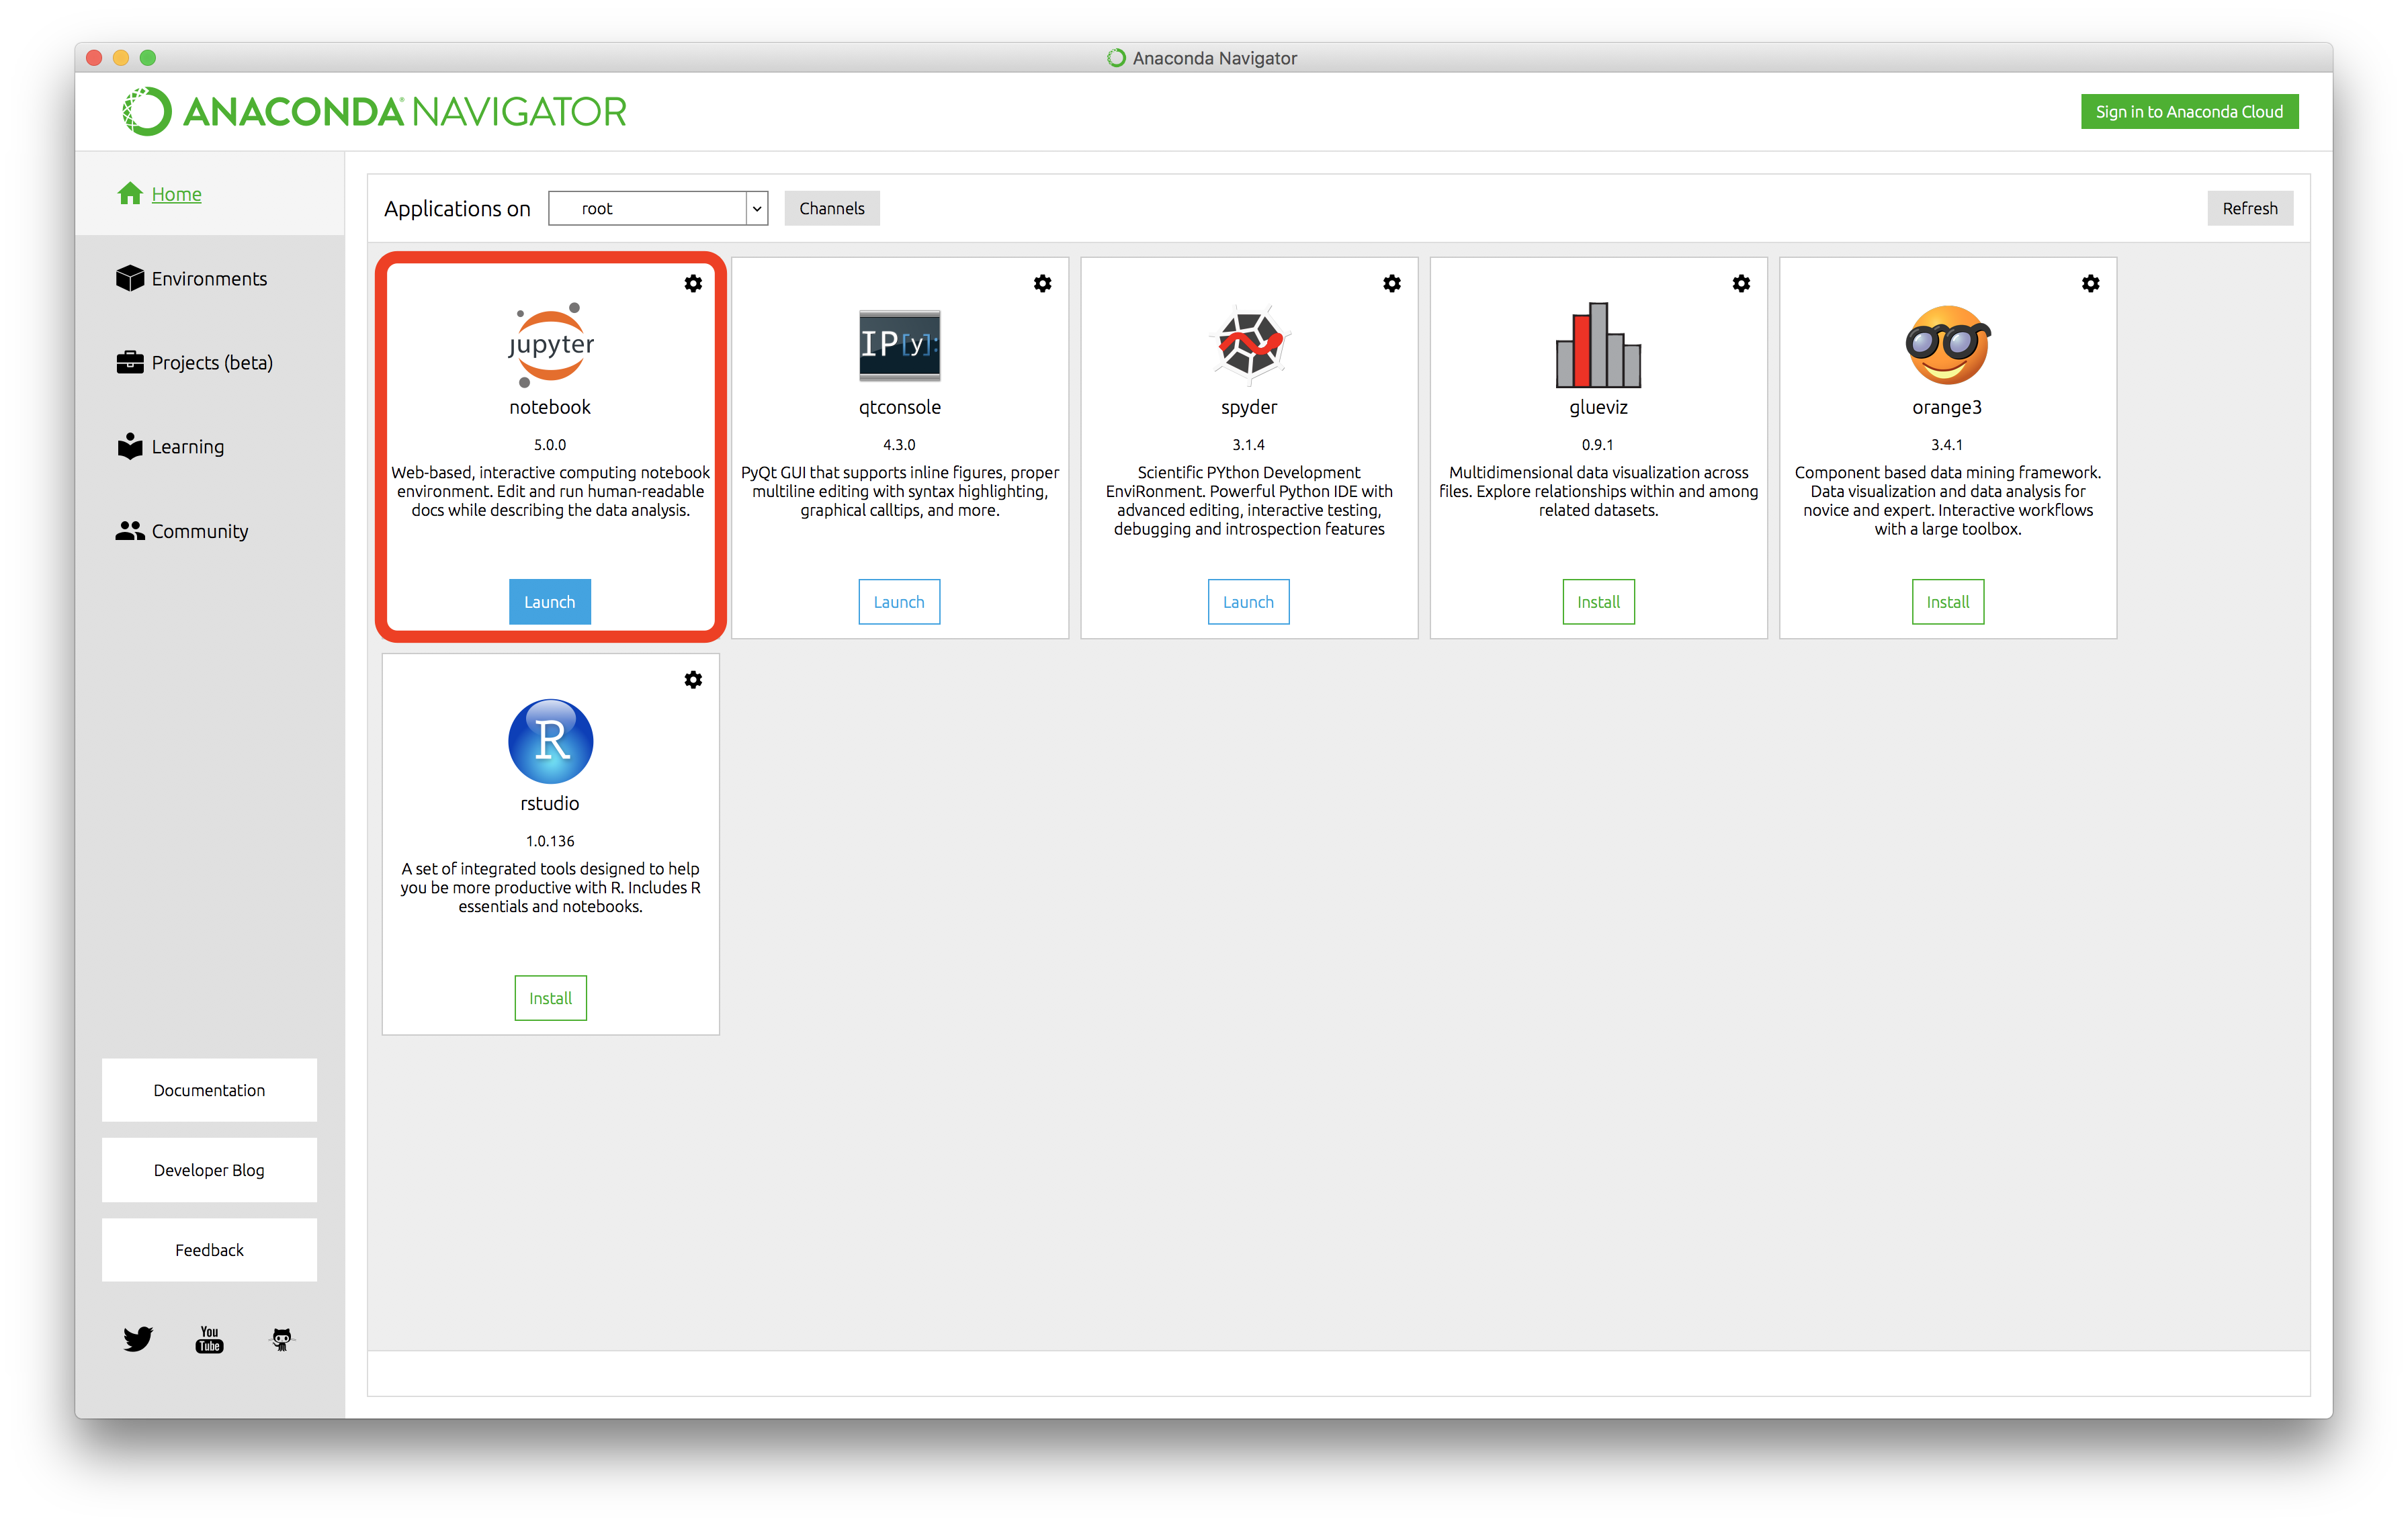 Anaconda Navigator
ANACONDA NAVIGATOR
Sign in to Anaconda Cloud
Home
Applications on
root
Channels
Refresh
Environments
Projects (beta)
Learning
Community
jupyter
notebook
5.0.0
Web-based, interactive computing notebook
environment. Edit and run human-readable
docs while describing the data analysis.
Launch
IP[y]:
qtconsole
4.3.0
PyQt GUI that supports inline figures, proper
multiline editing with syntax highlighting,
graphical calltips, and more.
Launch
spyder
3.1.4
Scientific PYthon Development
EnviRonment. Powerful Python IDE with
advanced editing, interactive testing,
debugging and introspection features
Launch
glueviz
0.9.1
Multidimensional data visualization across
files. Explore relationships within and among
related datasets.
Install
orange3
3.4.1
Component based data mining framework.
Data visualization and data analysis for
novice and expert. Interactive workflows
with a large toolbox.
Install
R
rstudio
1.0.136
A set of integrated tools designed to help
you be more productive with R. Includes R
essentials and notebooks.
Install
Documentation
Developer Blog
Feedback
You
Tube